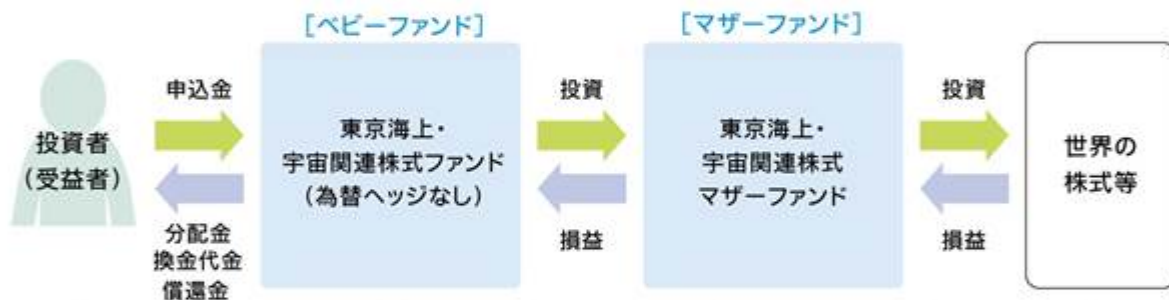 [ベビーファンド]
[マザーファンド]
投資者
(受益者)
申込金
分配金
換金代金
償還金
東京海上・
宇宙関連株式ファンド
(為替ヘッジなし)
投資
損益
東京海上・
宇宙関連株式
マザーファンド
投資
損益
世界の
株式等